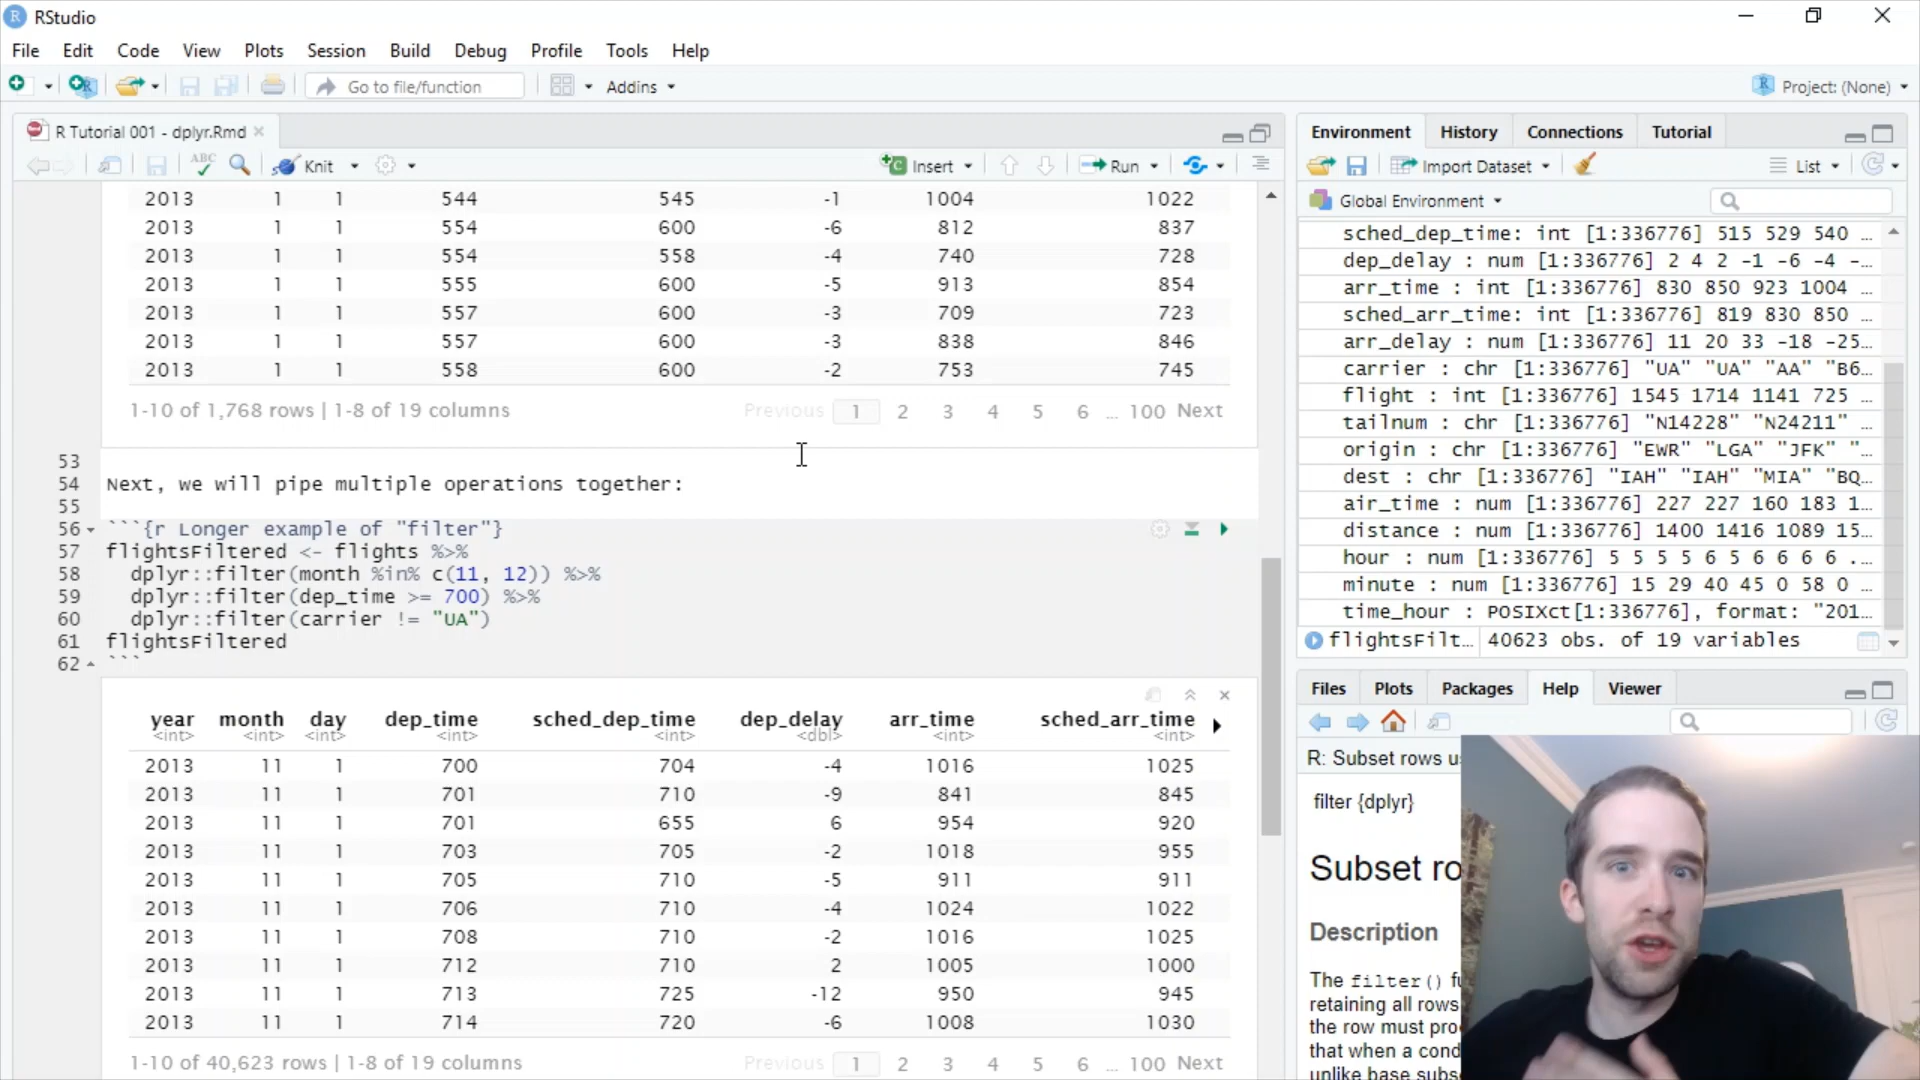 RStudio
File Edit Code View Plots Session Build Debug Profile Tools Help
Go to file/function Addins Project: (None)
R Tutorial 001 - dplyr.Rmd
ABC Knit Insert Run
2013 1 1 544 545 -1 1004 1022
2013 1 1 554 600 -6 812 837
2013 1 1 554 558 -4 740 728
2013 1 1 555 600 -5 913 854
2013 1 1 557 600 -3 709 723
2013 1 1 557 600 -3 838 846
2013 1 1 558 600 -2 753 745
1-10 of 1,768 rows | 1-8 of 19 columns Previous 1 2 3 4 5 6 ... 100 Next
53
54 Next, we will pipe multiple operations together:
55
56 ```{r Longer example of "filter"}
57 flightsFiltered <- flights %>%
58 dplyr::filter(month %in% c(11, 12)) %>%
59 dplyr::filter(dep_time >= 700) %>%
60 dplyr::filter(carrier != "UA")
61 flightsFiltered
62 ```
year month day dep_time sched_dep_time dep_delay arr_time sched_arr_time
<int> <int> <int> <int> <int> <dbl> <int> <int>
2013 11 1 700 704 -4 1016 1025
2013 11 1 701 710 -9 841 845
2013 11 1 701 655 6 954 920
2013 11 1 703 705 -2 1018 955
2013 11 1 705 710 -5 911 911
2013 11 1 706 710 -4 1024 1022
2013 11 1 708 710 -2 1016 1025
2013 11 1 712 710 2 1005 1000
2013 11 1 713 725 -12 950 945
2013 11 1 714 720 -6 1008 1030
1-10 of 40,623 rows | 1-8 of 19 columns Previous 1 2 3 4 5 6 ... 100 Next
Environment History Connections Tutorial
Import Dataset List
Global Environment
sched_dep_time: int [1:336776] 515 529 540 ...
dep_delay : num [1:336776] 2 4 2 -1 -6 -4 -...
arr_time : int [1:336776] 830 850 923 1004 ...
sched_arr_time: int [1:336776] 819 830 850 ...
arr_delay : num [1:336776] 11 20 33 -18 -25...
carrier : chr [1:336776] "UA" "UA" "AA" "B6...
flight : int [1:336776] 1545 1714 1141 725 ...
tailnum : chr [1:336776] "N14228" "N24211" ...
origin : chr [1:336776] "EWR" "LGA" "JFK" "...
dest : chr [1:336776] "IAH" "IAH" "MIA" "BQ...
air_time : num [1:336776] 227 227 160 183 1...
distance : num [1:336776] 1400 1416 1089 15...
hour : num [1:336776] 5 5 5 5 6 5 6 6 6 ...
minute : num [1:336776] 15 29 40 45 0 58 0 ...
time_hour : POSIXct[1:336776], format: "201...
flightsFilt... 40623 obs. of 19 variables
Files Plots Packages Help Viewer
R: Subset rows u
filter {dplyr}
Subset ro
Description
The filter() fu
retaining all rows
the row must pro
that when a cond
unlike base subs